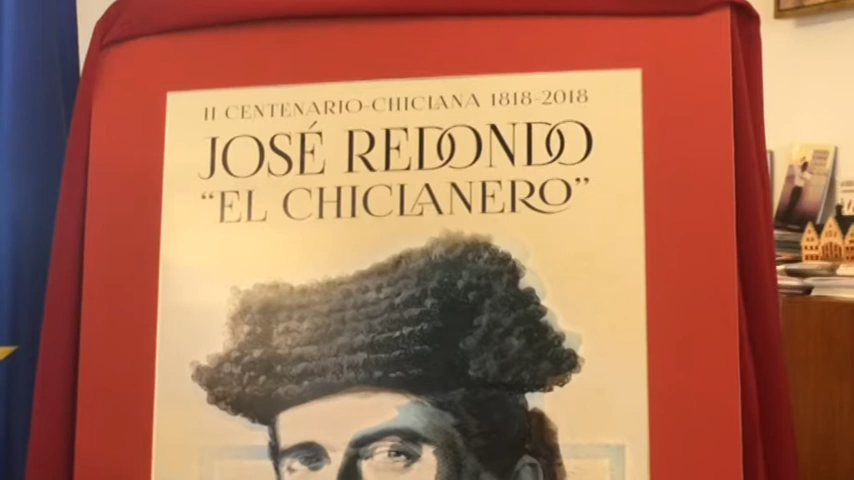 II CENTENARIO-CHICLANA 1818-2018
JOSÉ REDONDO
"EL CHICLANERO"